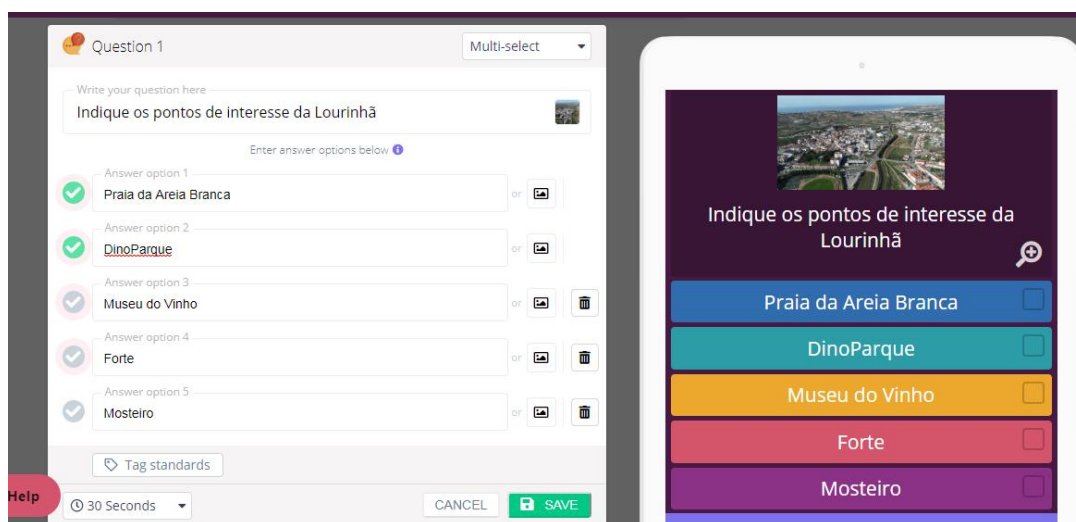 Question 1
Multi-select
Write your question here
Indique os pontos de interesse da Lourinhã
Enter answer options below
Answer option 1
Praia da Areia Branca
or
Answer option 2
DinoParque
or
Answer option 3
Museu do Vinho
or
Answer option 4
Forte
or
Answer option 5
Mosteiro
or
Tag standards
Help
30 Seconds
CANCEL
SAVE
Indique os pontos de interesse da
Lourinhã
Praia da Areia Branca
DinoParque
Museu do Vinho
Forte
Mosteiro